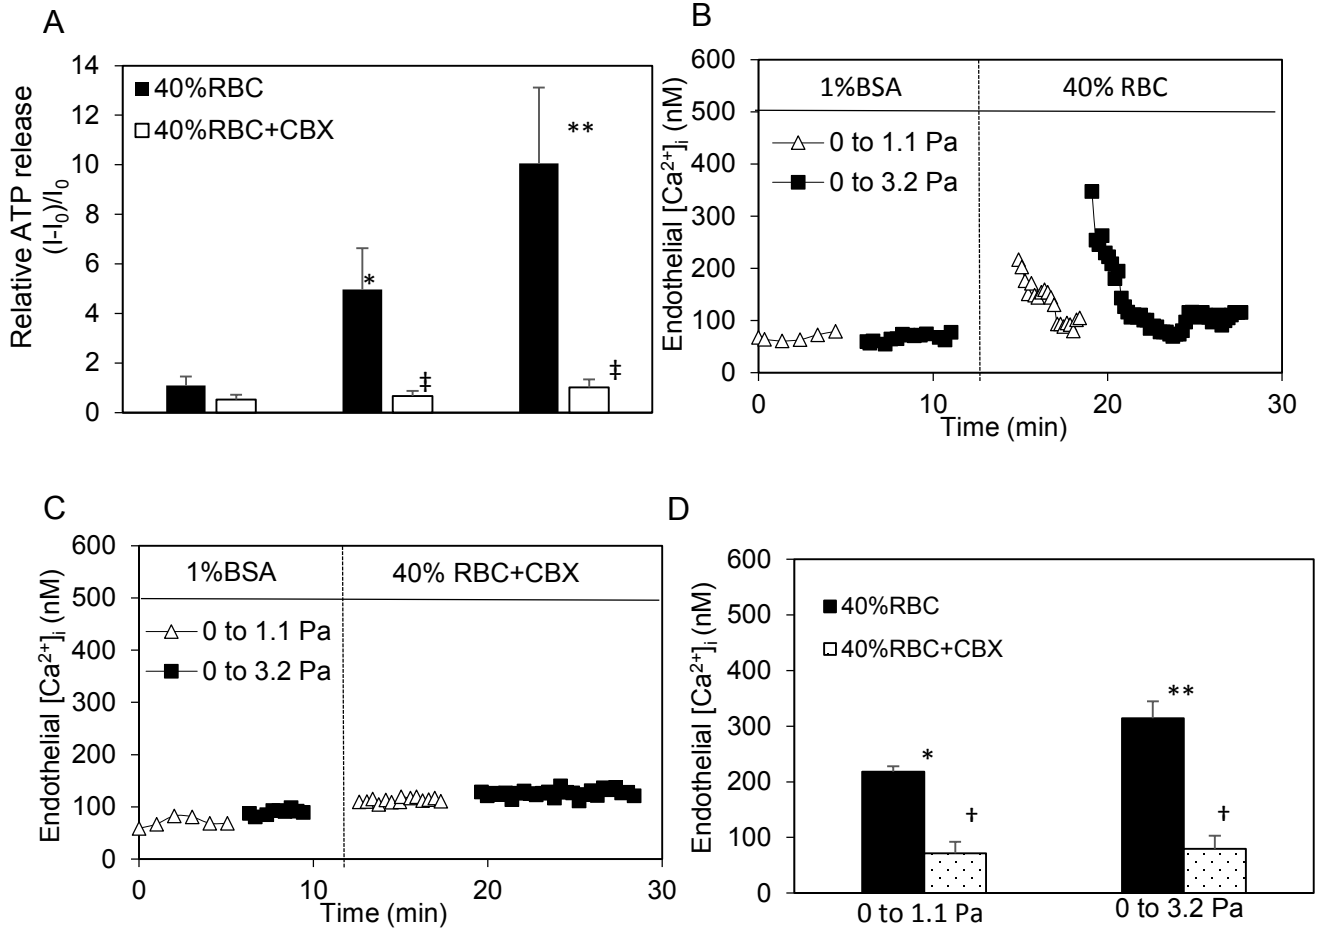 A
Relative ATP release
(I-I0)/I0
14
12
10
8
6
4
2
0
40%RBC
40%RBC+CBX
*
**
‡
‡
B
Endothelial [Ca2+]i (nM)
600
500
400
300
200
100
0
1%BSA
40% RBC
0 to 1.1 Pa
0 to 3.2 Pa
0
10
20
30
Time (min)
C
Endothelial [Ca2+]i (nM)
600
500
400
300
200
100
0
1%BSA
40% RBC+CBX
0 to 1.1 Pa
0 to 3.2 Pa
0
10
20
30
Time (min)
D
Endothelial [Ca2+]i (nM)
600
500
400
300
200
100
0
40%RBC
40%RBC+CBX
*
†
**
†
0 to 1.1 Pa
0 to 3.2 Pa